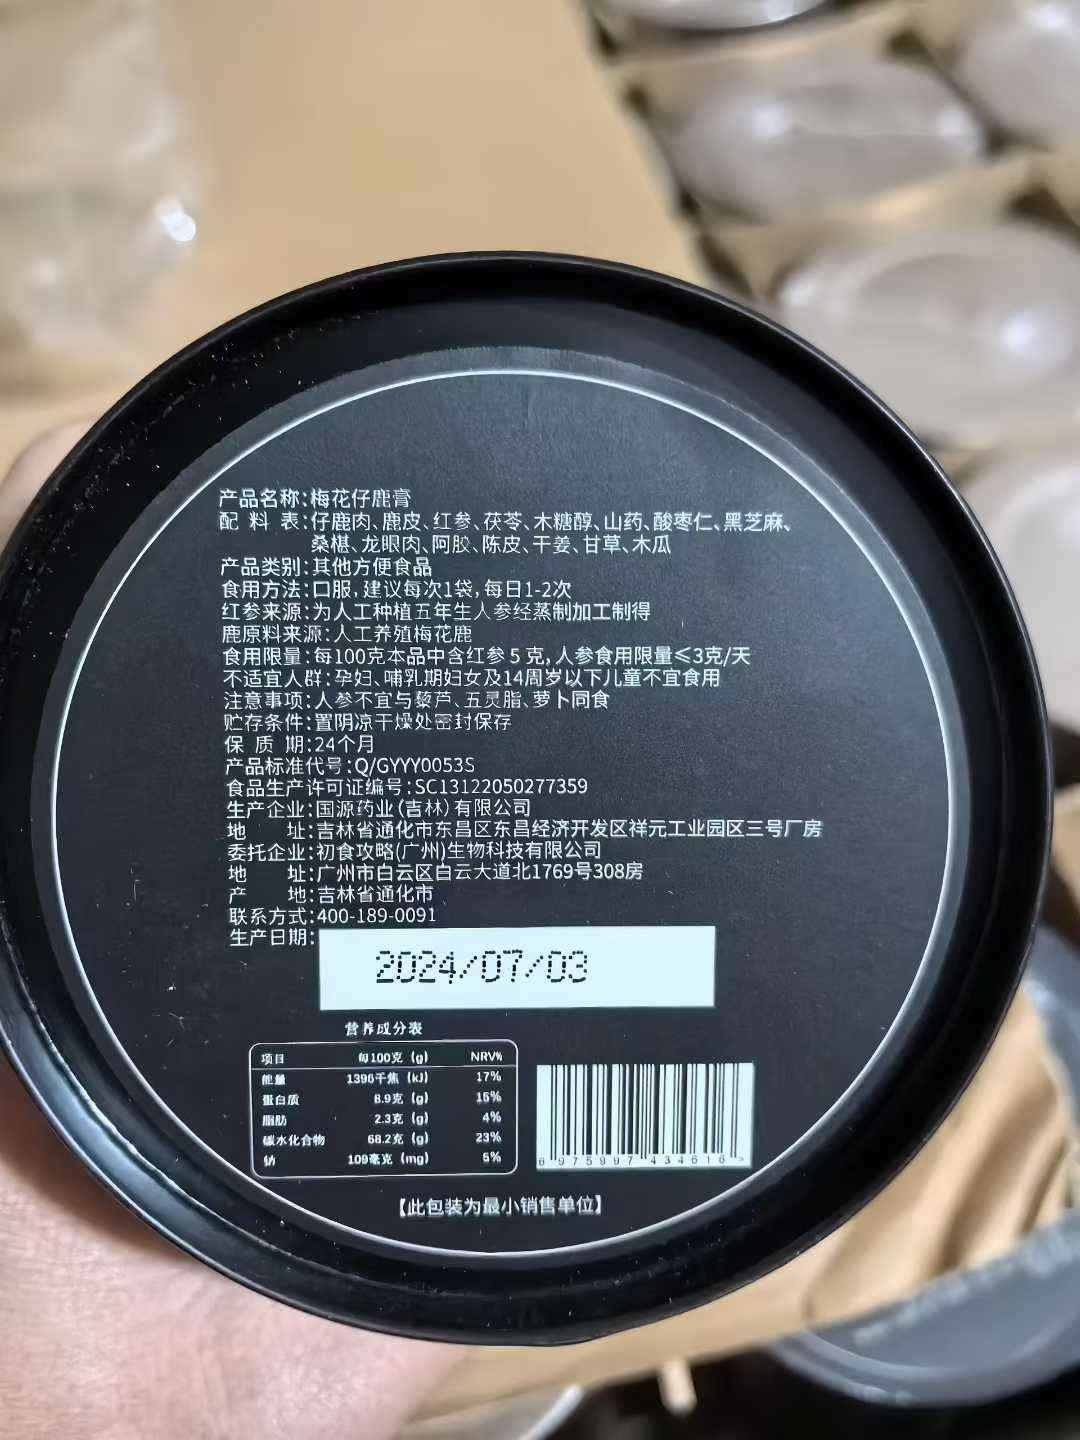 产品名称:梅花仔鹿膏
配料表:仔鹿肉、鹿皮、红参、茯苓、木糖醇、山药、酸枣仁、黑芝麻、
桑椹、龙眼肉、阿胶、陈皮、干姜、甘草、木瓜
产品类别:其他方便食品
食用方法:口服,建议每次1袋,每日1-2次
红参来源:为人工种植五年生人参经蒸制加工制得
鹿原料来源:人工养殖梅花鹿
食用限量:每100克本品中含红参5克,人参食用限量≤3克/天
不适宜人群:孕妇、哺乳期妇女及14周岁以下儿童不宜食用
注意事项:人参不宜与藜芦、五灵脂、萝卜同食
贮存条件:置阴凉干燥处密封保存
保质期:24个月
产品标准代号:Q/GYYY0053S
食品生产许可证编号:SC13122050277359
生产企业:国源药业(吉林)有限公司
地址:吉林省通化市东昌区东昌经济开发区祥元工业园区三号厂房
委托企业:初食攻略(广州)生物科技有限公司
地址:广州市白云区白云大道北1769号308房
产地:吉林省通化市
联系方式:400-189-0091
生产日期:2024/07/03
营养成分表
项目 每100克(g) NRV%
能量 1396千焦(kJ) 17%
蛋白质 8.9克(g) 15%
脂肪 2.3克(g) 4%
碳水化合物 68.2克(g) 23%
钠 109毫克(mg) 5%
6 975997 434616 >
【此包装为最小销售单位】